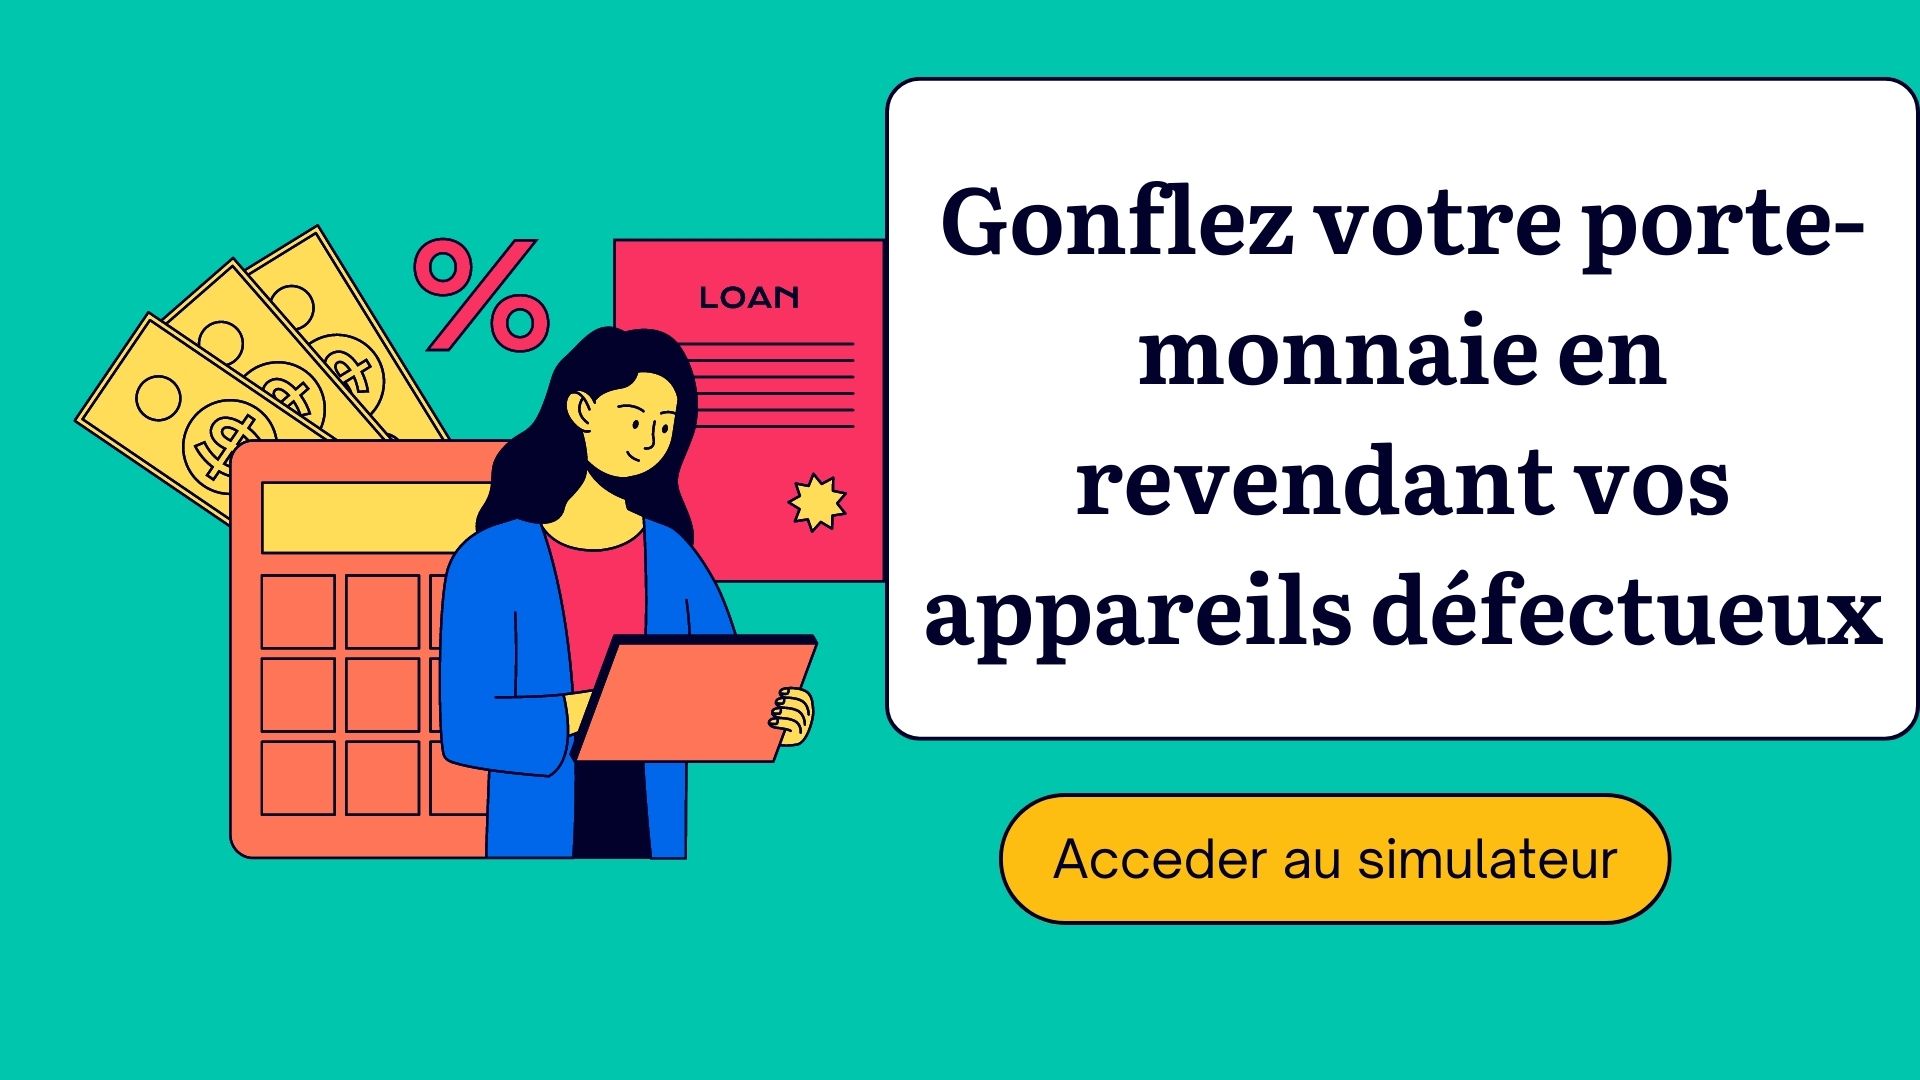 %
LOAN
Gonflez votre porte-
monnaie en
revendant vos
appareils défectueux
Acceder au simulateur